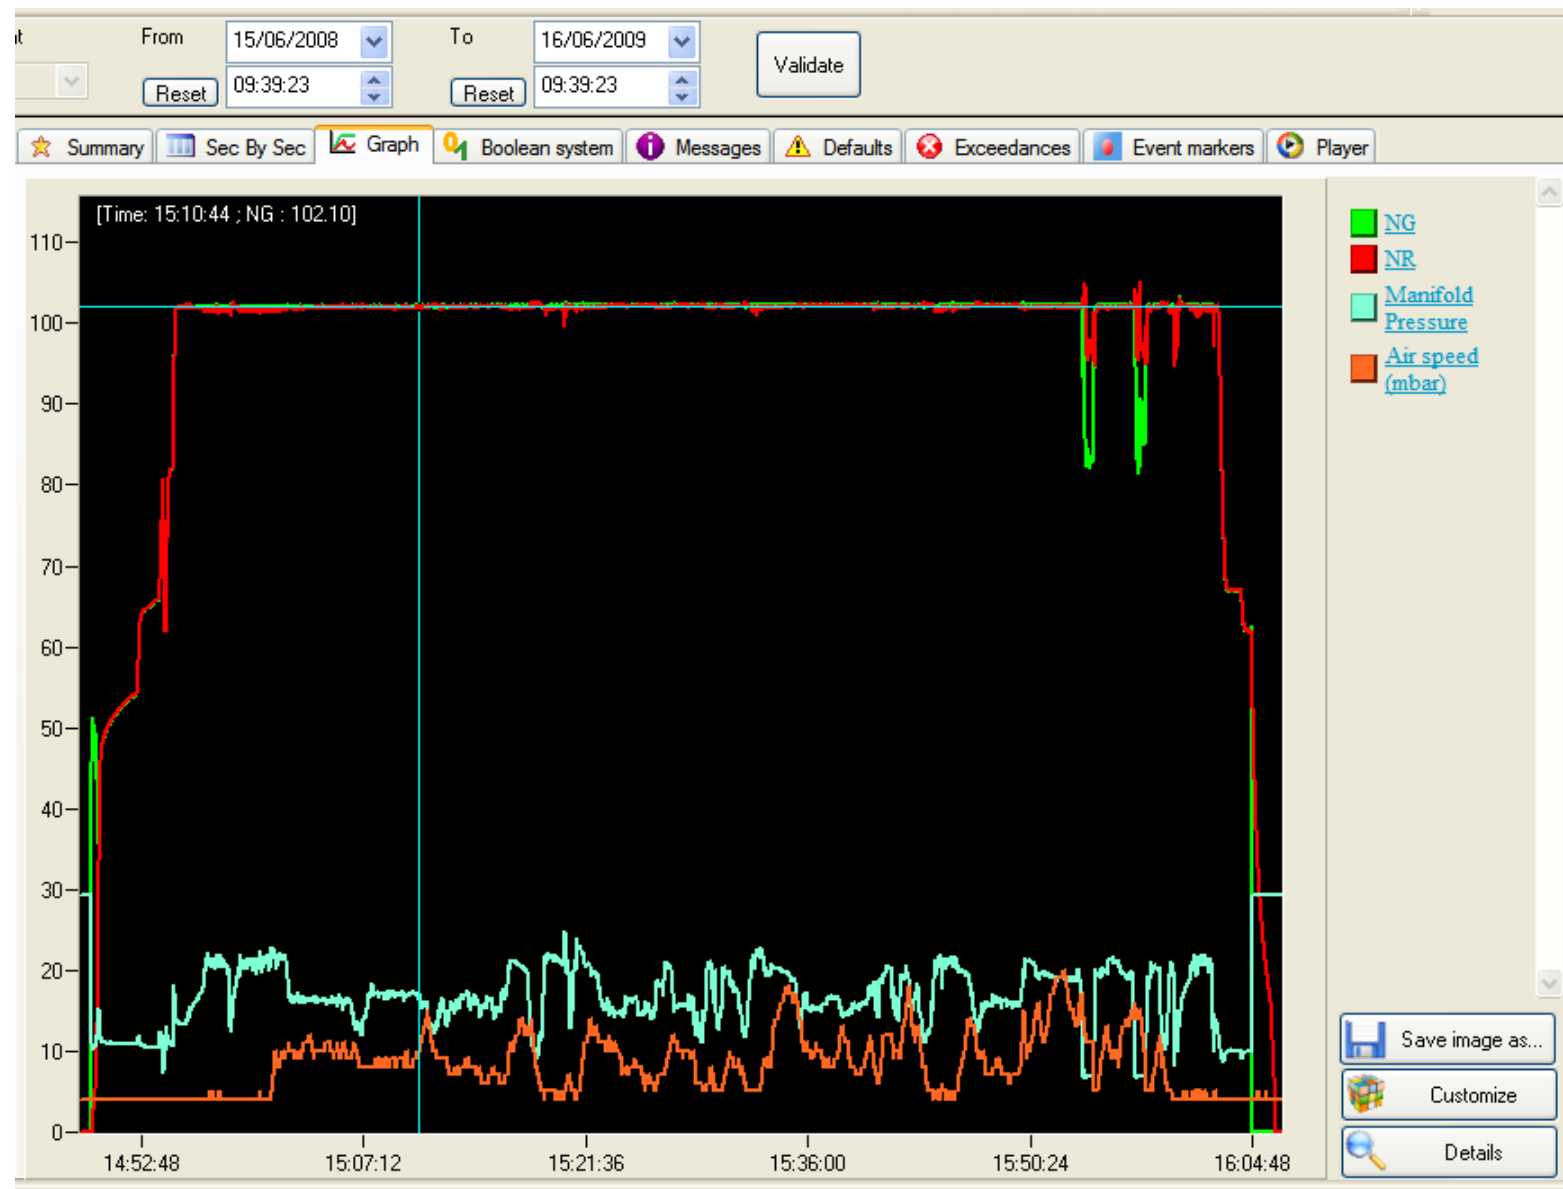 From 15/06/2008 To 16/06/2009
Validate
Reset 09:39:23 Reset 09:39:23
Summary Sec By Sec Graph Boolean system Messages Defaults Exceedances Event markers Player
[Time: 15:10:44 ; NG : 102.10]
110
100
90
80
70
60
50
40
30
20
10
0
14:52:48 15:07:12 15:21:36 15:36:00 15:50:24 16:04:48
NG
NR
Manifold
Pressure
Air speed
(mbar)
Save image as...
Customize
Details